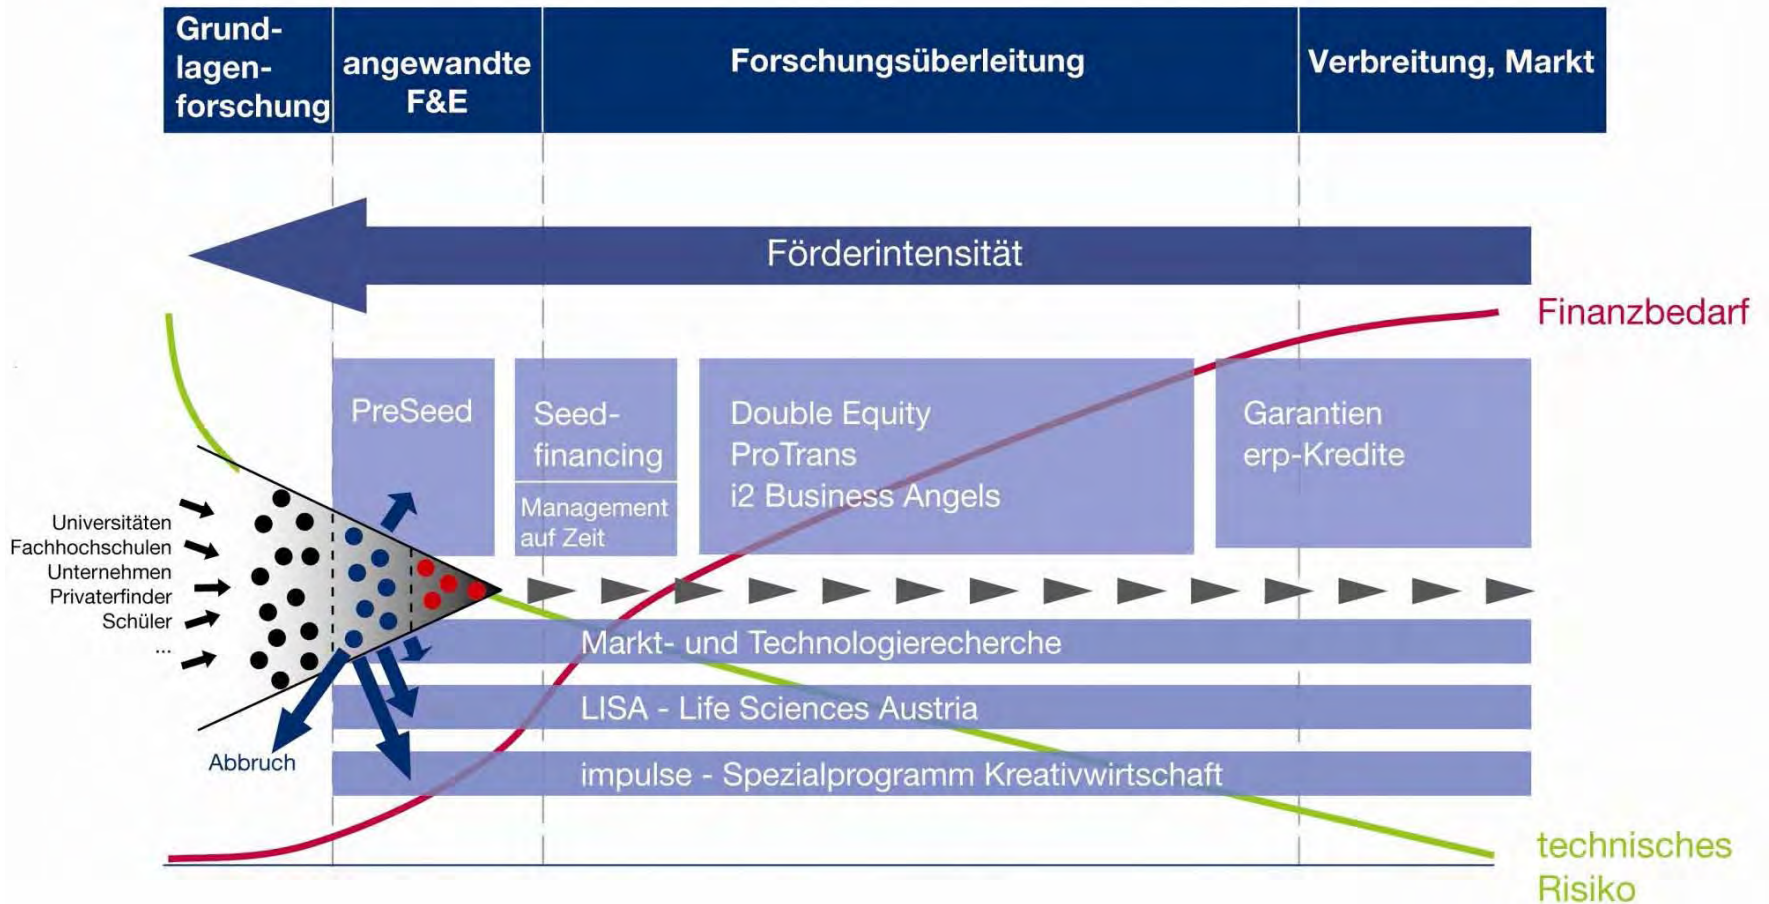 Grund-
lagen-
forschung
angewandte
F&E
Forschungsüberleitung
Verbreitung, Markt
Förderintensität
Finanzbedarf
PreSeed
Seed-
financing
Management
auf Zeit
Double Equity
ProTrans
i2 Business Angels
Garantien
erp-Kredite
Universitäten
Fachhochschulen
Unternehmen
Privaterfinder
Schüler
...
Markt- und Technologierecherche
LISA - Life Sciences Austria
Abbruch
impulse - Spezialprogramm Kreativwirtschaft
technisches
Risiko